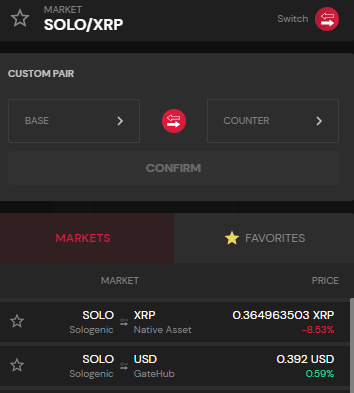 MARKET
SOLO/XRP
Switch
CUSTOM PAIR
BASE
COUNTER
CONFIRM
MARKETS
FAVORITES
MARKET PRICE
SOLO XRP 0.364963503 XRP
Sologenic Native Asset -8.53%
SOLO USD 0.392 USD
Sologenic GateHub 0.59%